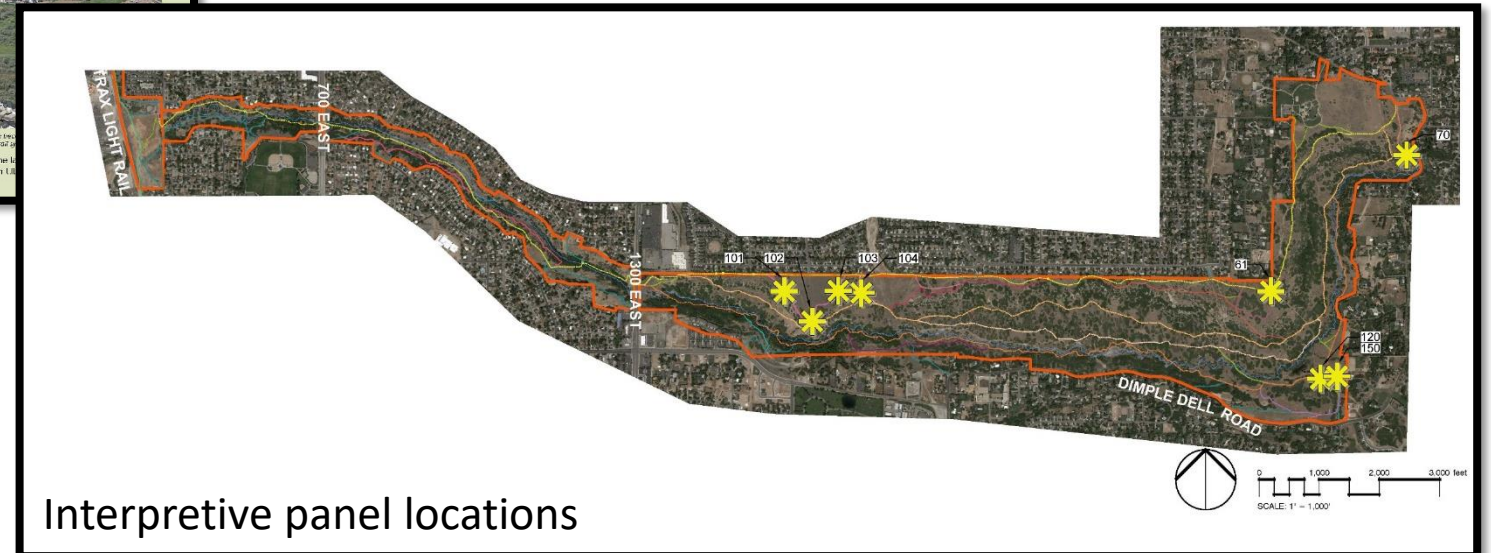 TRAX LIGHT RAIL
700 EAST
70
1300 EAST
101 102 103 104
61
120
150
DIMPLE DELL ROAD
0 1,000 2,000 3,000 feet
SCALE: 1" = 1,000'
Interpretive panel locations